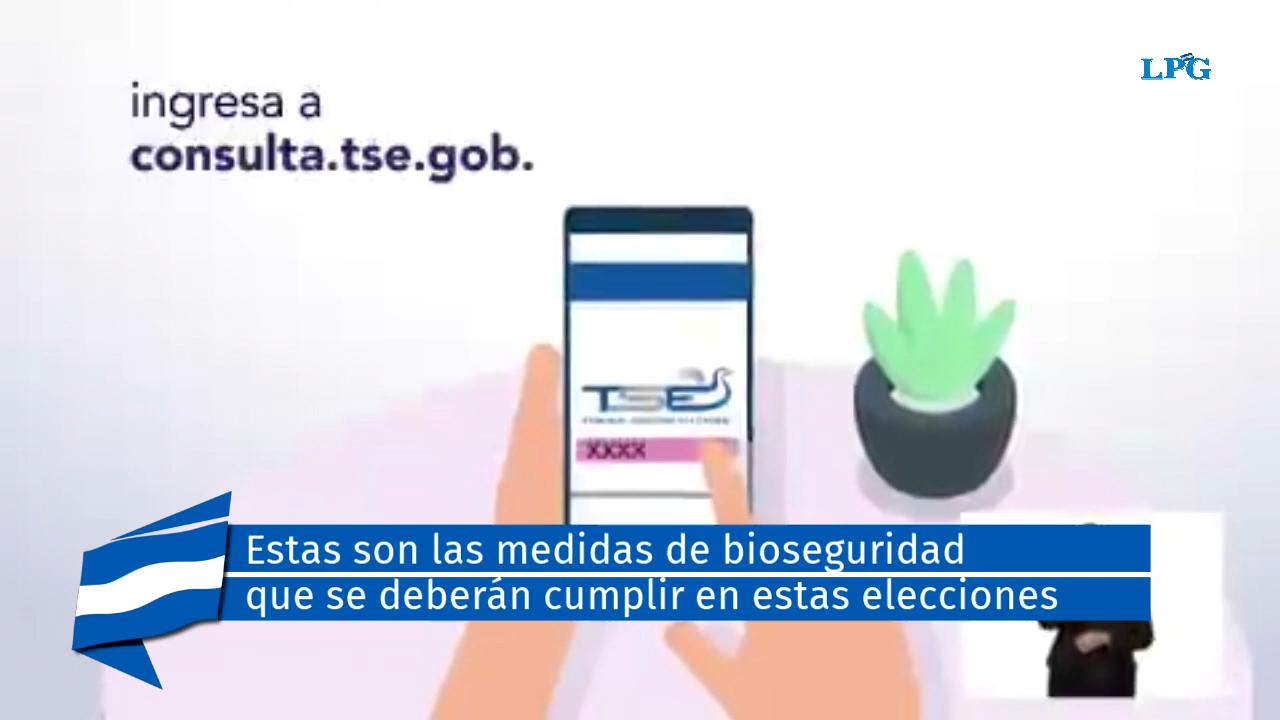 LPG
ingresa a
consulta.tse.gob.
TSE
XXXX
Estas son las medidas de bioseguridad
que se deberán cumplir en estas elecciones